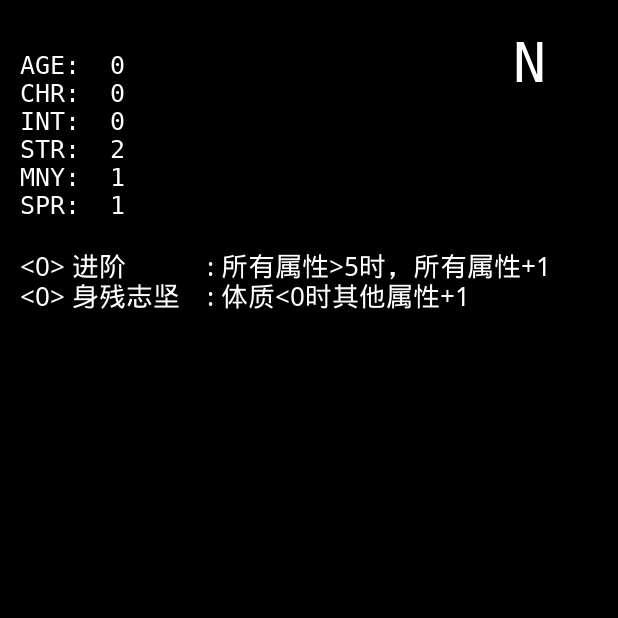 N
AGE: 0
CHR: 0
INT: 0
STR: 2
MNY: 1
SPR: 1
<0> 进阶 : 所有属性>5时，所有属性+1
<0> 身残志坚 : 体质<0时其他属性+1